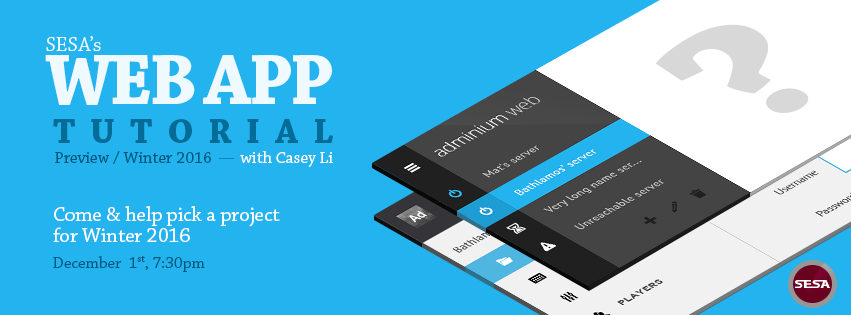 SESA's
WEB APP
TUTORIAL
Preview / Winter 2016 — with Casey Li
Come & help pick a project
for Winter 2016
December 1st, 7:30pm
?
adminium web
Mat's server
Bathlamos' server
Very long name ser...
Unreachable server
Ad
Username
PLAYERS
SESA